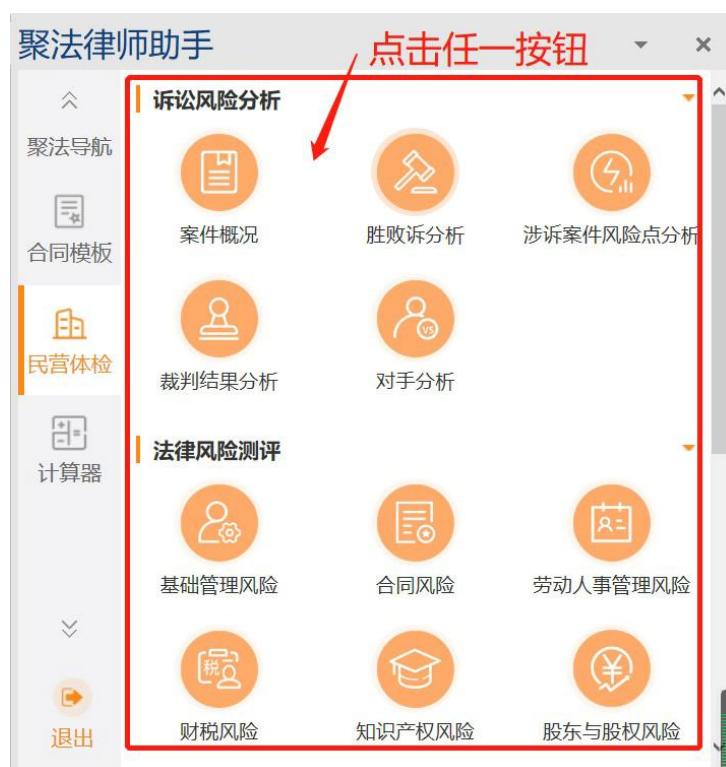 聚法律师助手
点击任一按钮
聚法导航
合同模板
民营体检
计算器
退出
诉讼风险分析
案件概况
胜败诉分析
涉诉案件风险点分析
裁判结果分析
VS
对手分析
法律风险测评
基础管理风险
合同风险
劳动人事管理风险
税
财税风险
知识产权风险
¥
股东与股权风险